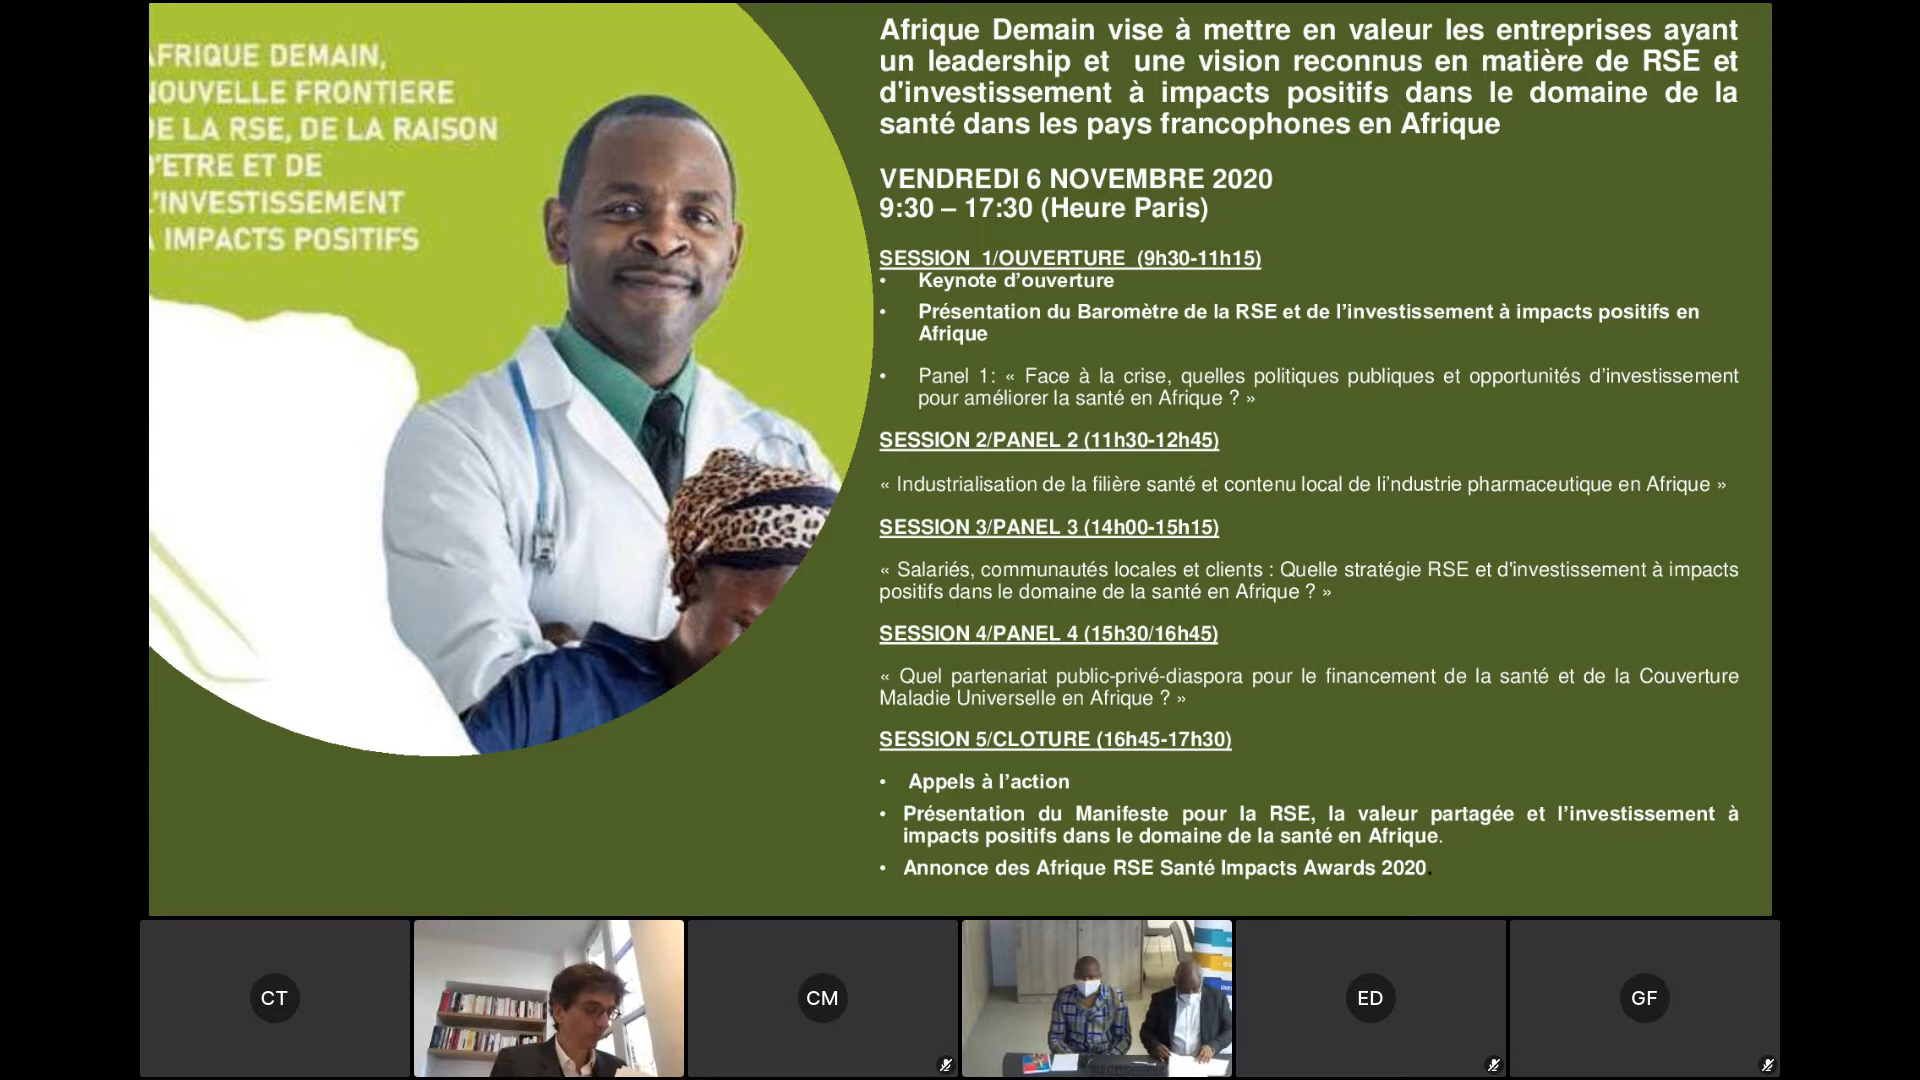 AFRIQUE DEMAIN,
NOUVELLE FRONTIERE
DE LA RSE, DE LA RAISON
D'ETRE ET DE
L'INVESTISSEMENT
À IMPACTS POSITIFS
Afrique Demain vise à mettre en valeur les entreprises ayant
un leadership et une vision reconnus en matière de RSE et
d'investissement à impacts positifs dans le domaine de la
santé dans les pays francophones en Afrique
VENDREDI 6 NOVEMBRE 2020
9:30 – 17:30 (Heure Paris)
SESSION 1/OUVERTURE (9h30-11h15)
• Keynote d’ouverture
• Présentation du Baromètre de la RSE et de l’investissement à impacts positifs en
Afrique
• Panel 1: « Face à la crise, quelles politiques publiques et opportunités d’investissement
pour améliorer la santé en Afrique ? »
SESSION 2/PANEL 2 (11h30-12h45)
« Industrialisation de la filière santé et contenu local de li’ndustrie pharmaceutique en Afrique »
SESSION 3/PANEL 3 (14h00-15h15)
« Salariés, communautés locales et clients : Quelle stratégie RSE et d'investissement à impacts
positifs dans le domaine de la santé en Afrique ? »
SESSION 4/PANEL 4 (15h30/16h45)
« Quel partenariat public-privé-diaspora pour le financement de la santé et de la Couverture
Maladie Universelle en Afrique ? »
SESSION 5/CLOTURE (16h45-17h30)
• Appels à l’action
• Présentation du Manifeste pour la RSE, la valeur partagée et l’investissement à
impacts positifs dans le domaine de la santé en Afrique.
• Annonce des Afrique RSE Santé Impacts Awards 2020.
CT
CM
ED
GF